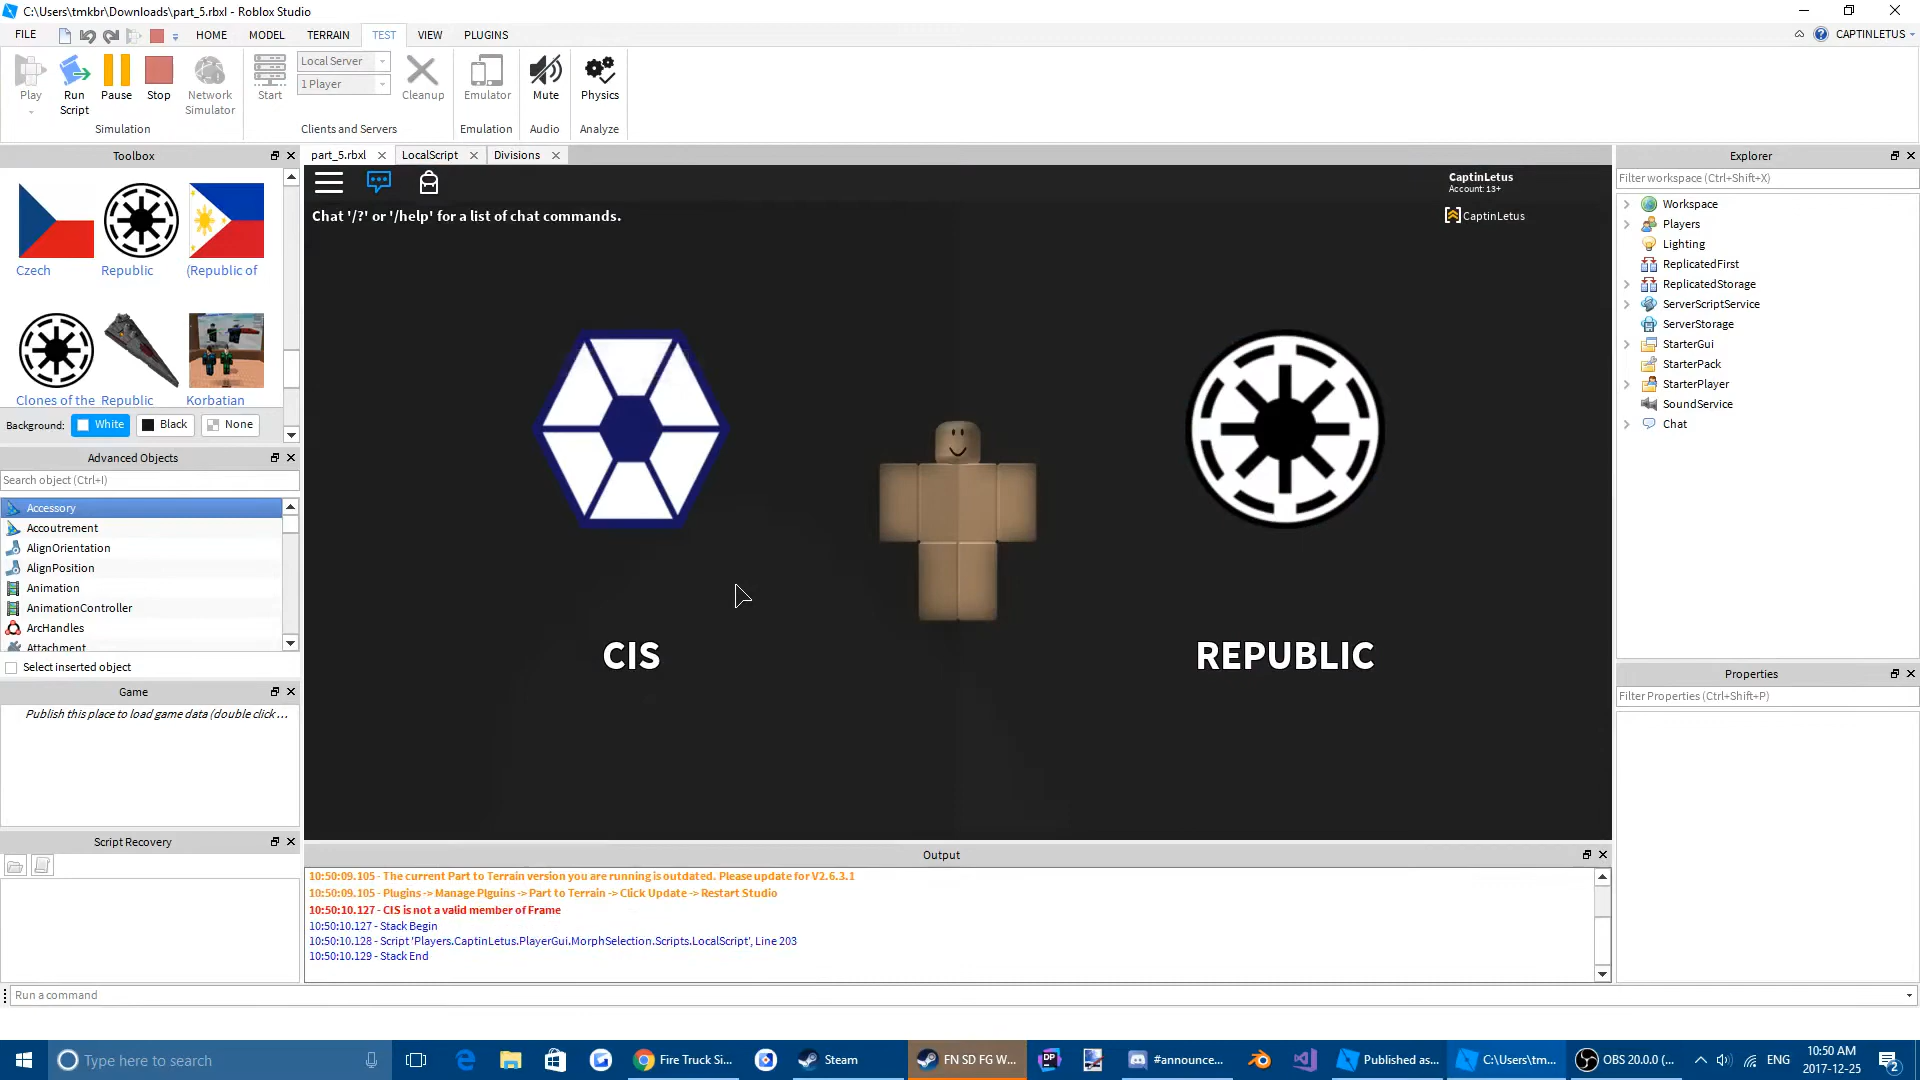 C:\Users\tmkbr\Downloads\part_5.rbxl - Roblox Studio
FILE
HOME
MODEL
TERRAIN
TEST
VIEW
PLUGINS
CAPTINLETUS
Play
Run Script
Pause
Stop
Network Simulator
Simulation
Start
Local Server
1 Player
Cleanup
Clients and Servers
Emulator
Emulation
Mute
Audio
Physics
Analyze
Toolbox
Czech
Republic
(Republic of
Clones of the
Republic
Korbatian
Background:
White
Black
None
Advanced Objects
Search object (Ctrl+I)
Accessory
Accoutrement
AlignOrientation
AlignPosition
Animation
AnimationController
ArcHandles
Attachment
Select inserted object
Game
Publish this place to load game data (double click ...
Script Recovery
part_5.rbxl
LocalScript
Divisions
CaptinLetus
Account: 13+
Chat '/?' or '/help' for a list of chat commands.
CaptinLetus
CIS
REPUBLIC
Output
10:50:09.105 - The current Part to Terrain version you are running is outdated. Please update for V2.6.3.1
10:50:09.105 - Plugins -> Manage Plguins -> Part to Terrain -> Click Update -> Restart Studio
10:50:10.127 - CIS is not a valid member of Frame
10:50:10.127 - Stack Begin
10:50:10.128 - Script 'Players.CaptinLetus.PlayerGui.MorphSelection.Scripts.LocalScript', Line 203
10:50:10.129 - Stack End
Run a command
Explorer
Filter workspace (Ctrl+Shift+X)
Workspace
Players
Lighting
ReplicatedFirst
ReplicatedStorage
ServerScriptService
ServerStorage
StarterGui
StarterPack
StarterPlayer
SoundService
Chat
Properties
Filter Properties (Ctrl+Shift+P)
Type here to search
Fire Truck Si...
Steam
FN SD FG W...
DP
#announce...
Published as...
C:\Users\tm...
OBS 20.0.0 (...
ENG
10:50 AM
2017-12-25
2